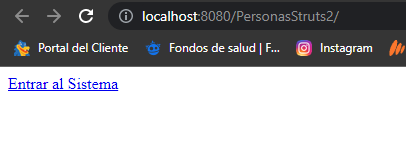 localhost:8080/PersonasStruts2/
Portal del Cliente Fondos de salud | F... Instagram
Entrar al Sistema